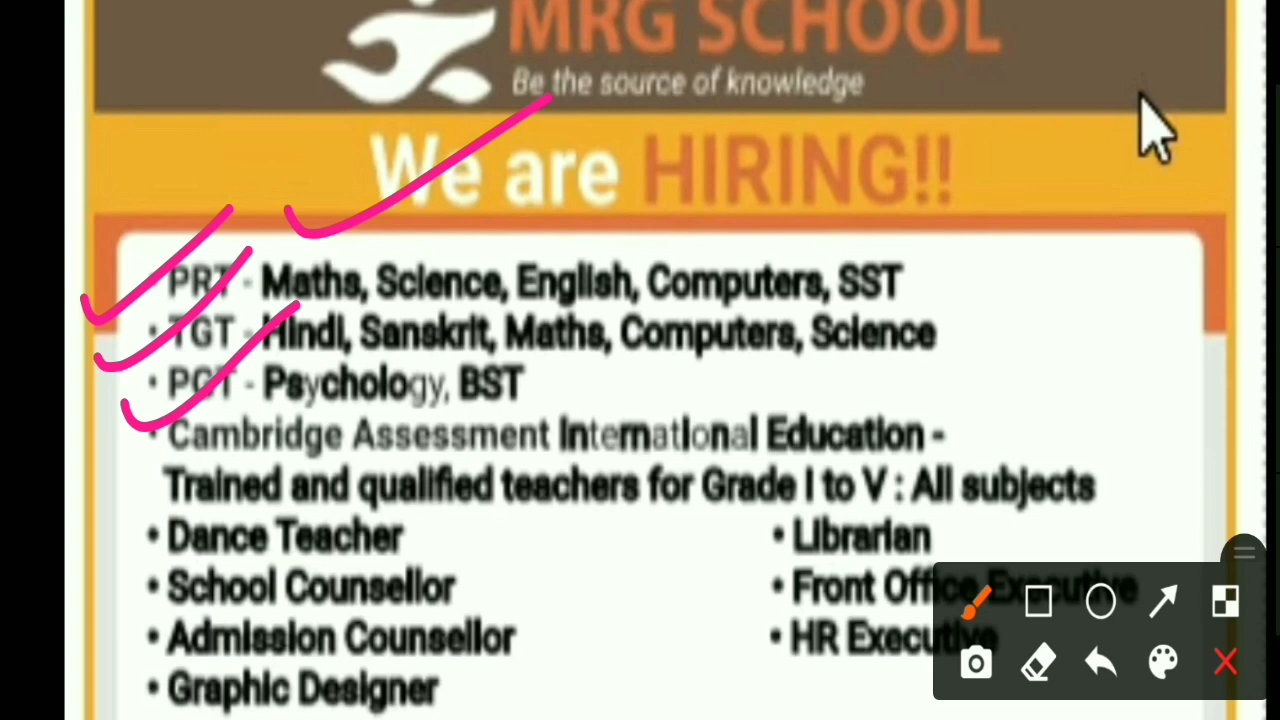 MRG SCHOOL
Be the source of knowledge
We are HIRING!!
• PRT - Maths, Science, English, Computers, SST
• TGT - Hindi, Sanskrit, Maths, Computers, Science
• PGT - Psychology, BST
• Cambridge Assessment International Education -
Trained and qualified teachers for Grade I to V : All subjects
• Dance Teacher
• Librarian
• School Counsellor
• Front Office Executive
• Admission Counsellor
• HR Executive
• Graphic Designer